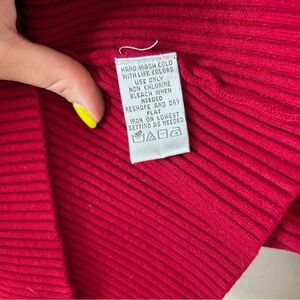 HAND WASH COLD
WITH LIKE COLORS
USE ONLY
NON CHLORINE
BLEACH WHEN
NEEDED
RESHAPE AND DRY
FLAT
IRON ON LOWEST
SETTING AS NEEDED